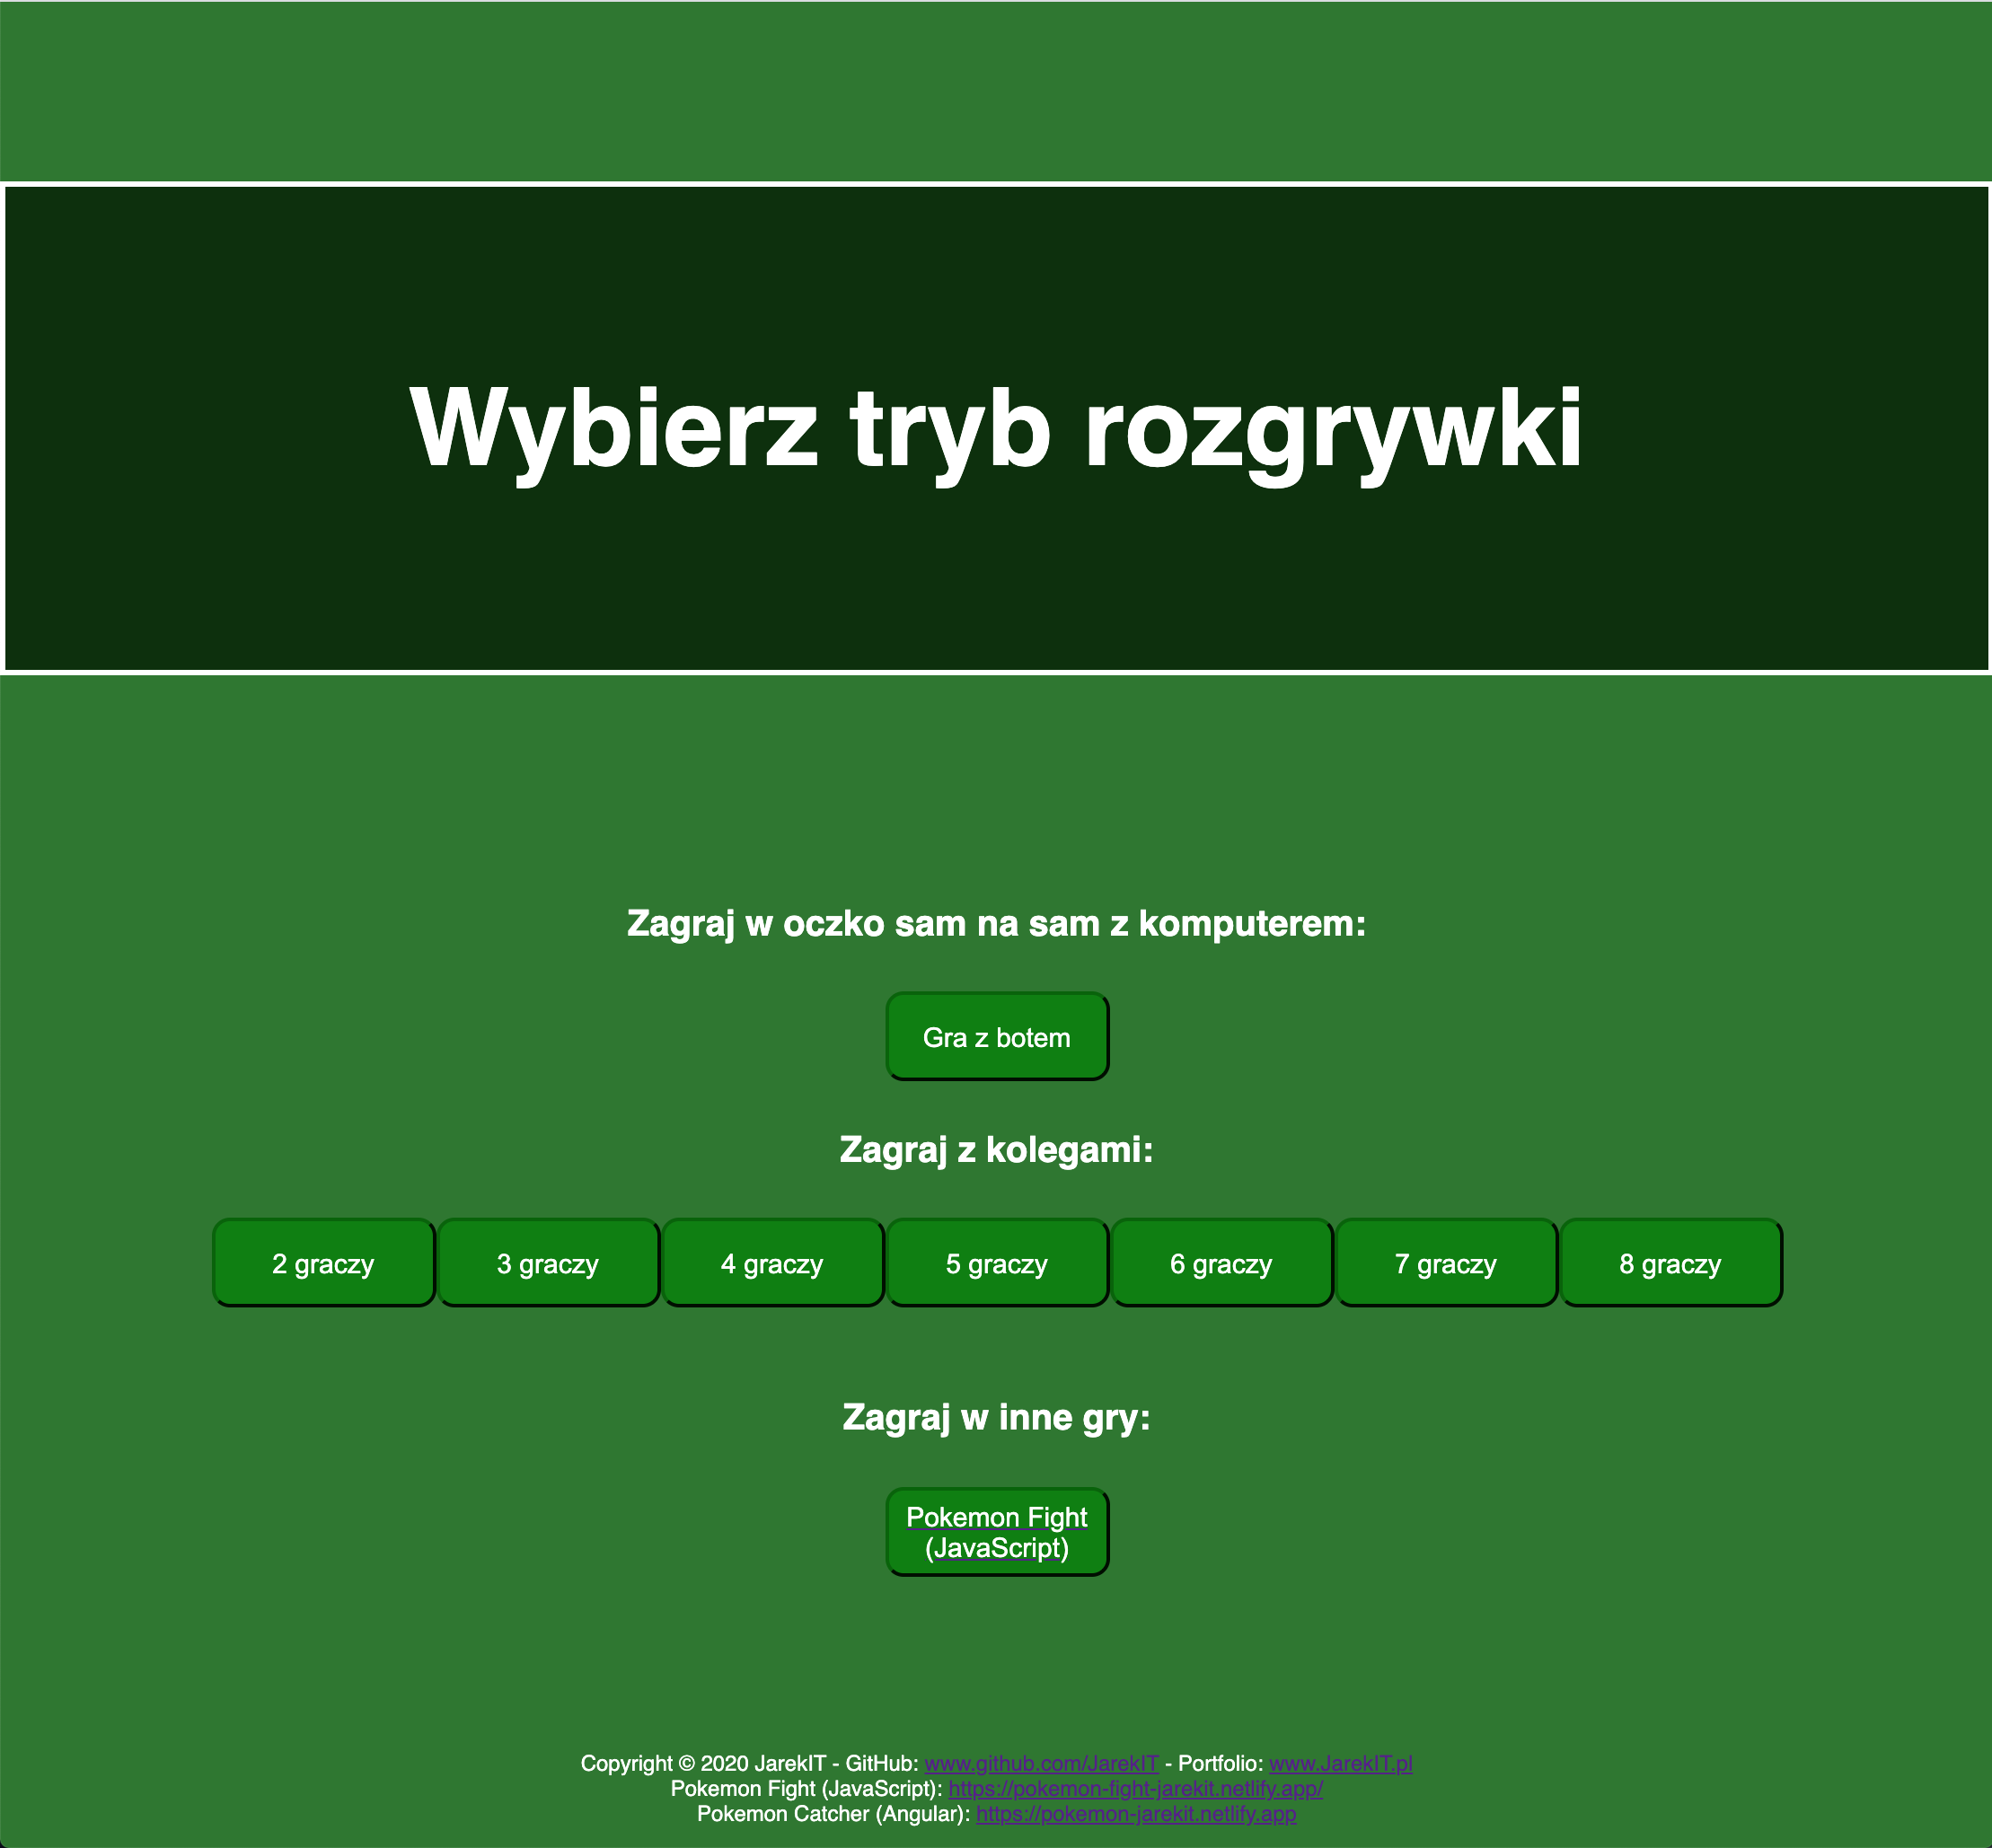 Wybierz tryb rozgrywki
Zagraj w oczko sam na sam z komputerem:
Gra z botem
Zagraj z kolegami:
2 graczy 3 graczy 4 graczy 5 graczy 6 graczy 7 graczy 8 graczy
Zagraj w inne gry:
Pokemon Fight
(JavaScript)
Copyright © 2020 JarekIT - GitHub: www.github.com/JarekIT - Portfolio: www.JarekIT.pl
Pokemon Fight (JavaScript): https://pokemon-fight-jarekit.netlify.app/
Pokemon Catcher (Angular): https://pokemon-jarekit.netlify.app